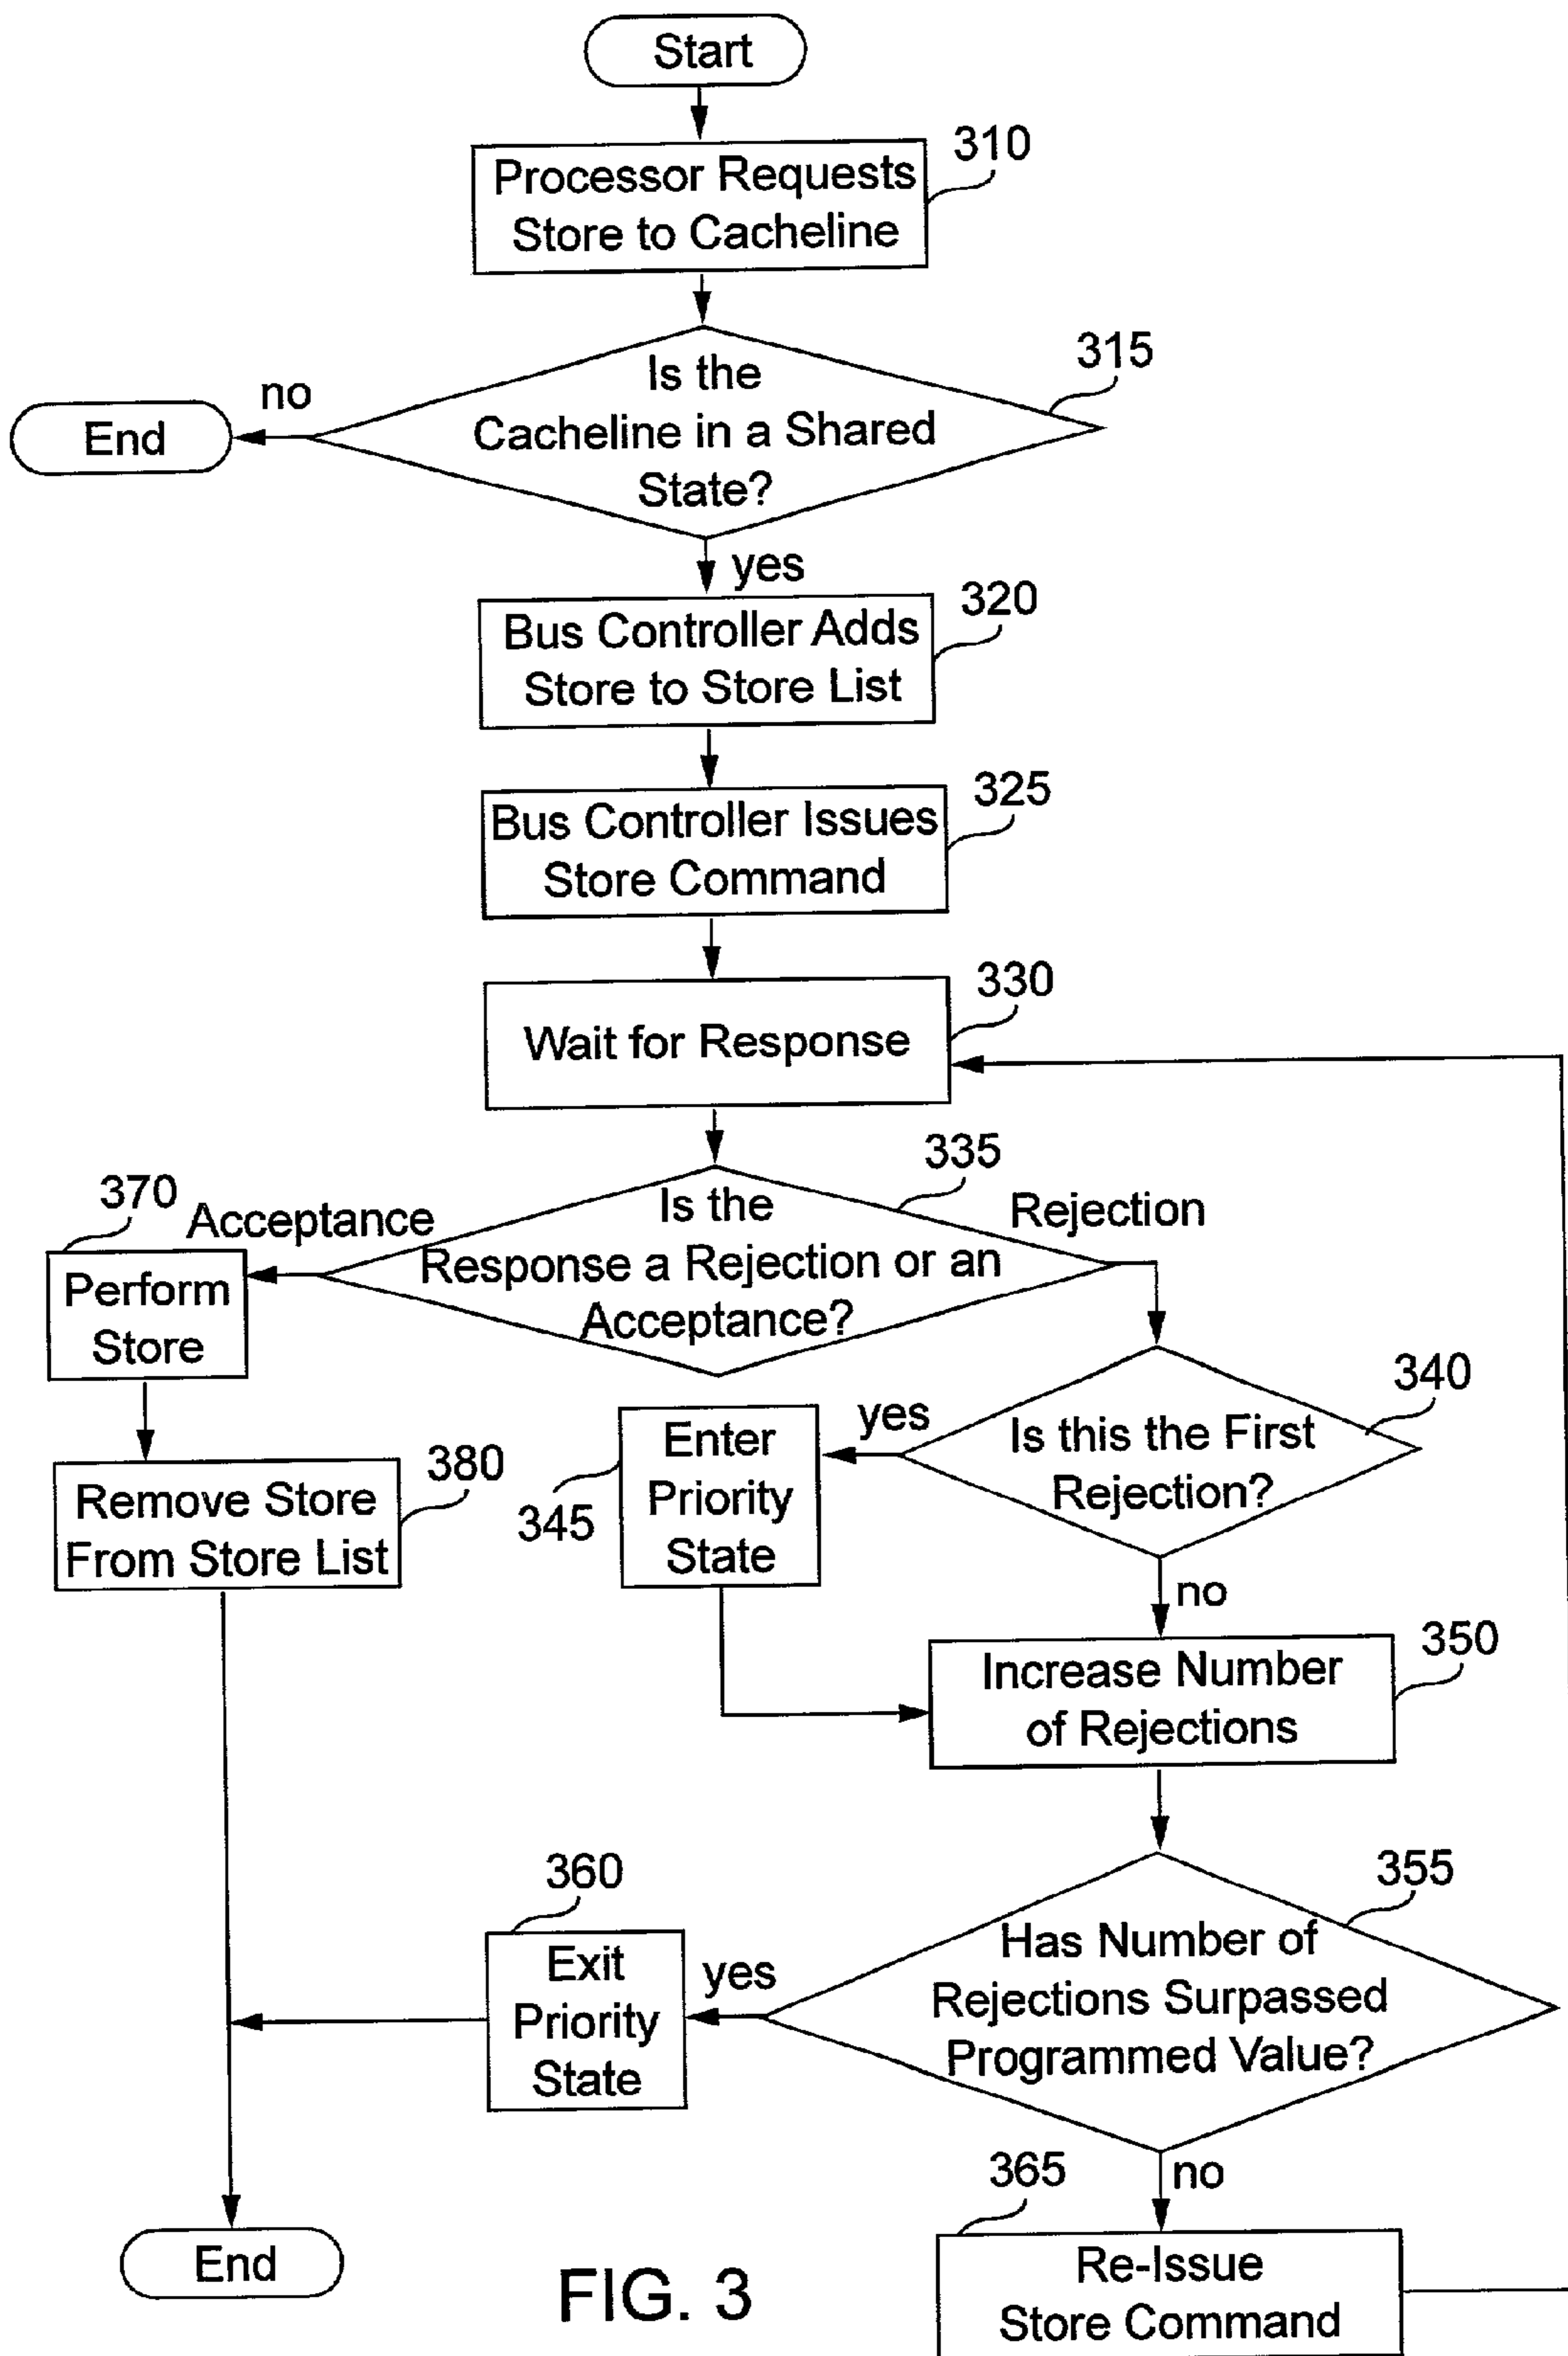 Start
310
Processor Requests
Store to Cacheline
315
Is the
Cacheline in a Shared
State?
no
End
yes
320
Bus Controller Adds
Store to Store List
325
Bus Controller Issues
Store Command
330
Wait for Response
335
Is the
Response a Rejection or an
Acceptance?
Acceptance
Rejection
370
Perform
Store
380
Remove Store
From Store List
340
Is this the First
Rejection?
yes
345
Enter
Priority
State
no
350
Increase Number
of Rejections
355
Has Number of
Rejections Surpassed
Programmed Value?
yes
360
Exit
Priority
State
no
365
Re-Issue
Store Command
End
FIG. 3